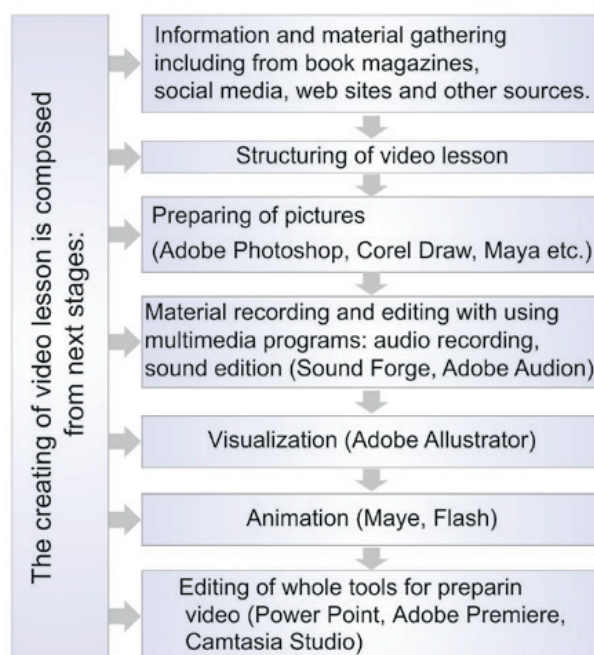 The creating of video lesson is composed
from next stages:
Information and material gathering
including from book magazines,
social media, web sites and other sources.
Structuring of video lesson
Preparing of pictures
(Adobe Photoshop, Corel Draw, Maya etc.)
Material recording and editing with using
multimedia programs: audio recording,
sound edition (Sound Forge, Adobe Audion)
Visualization (Adobe Allustrator)
Animation (Maye, Flash)
Editing of whole tools for preparin
video (Power Point, Adobe Premiere,
Camtasia Studio)